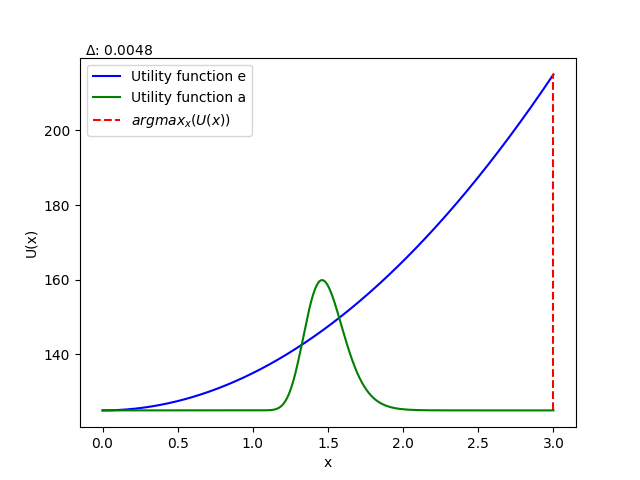 Δ: 0.0048
Utility function e
Utility function a
argmaxₓ(U(x))
U(x)
200
180
160
140
0.0 0.5 1.0 1.5 2.0 2.5 3.0
x